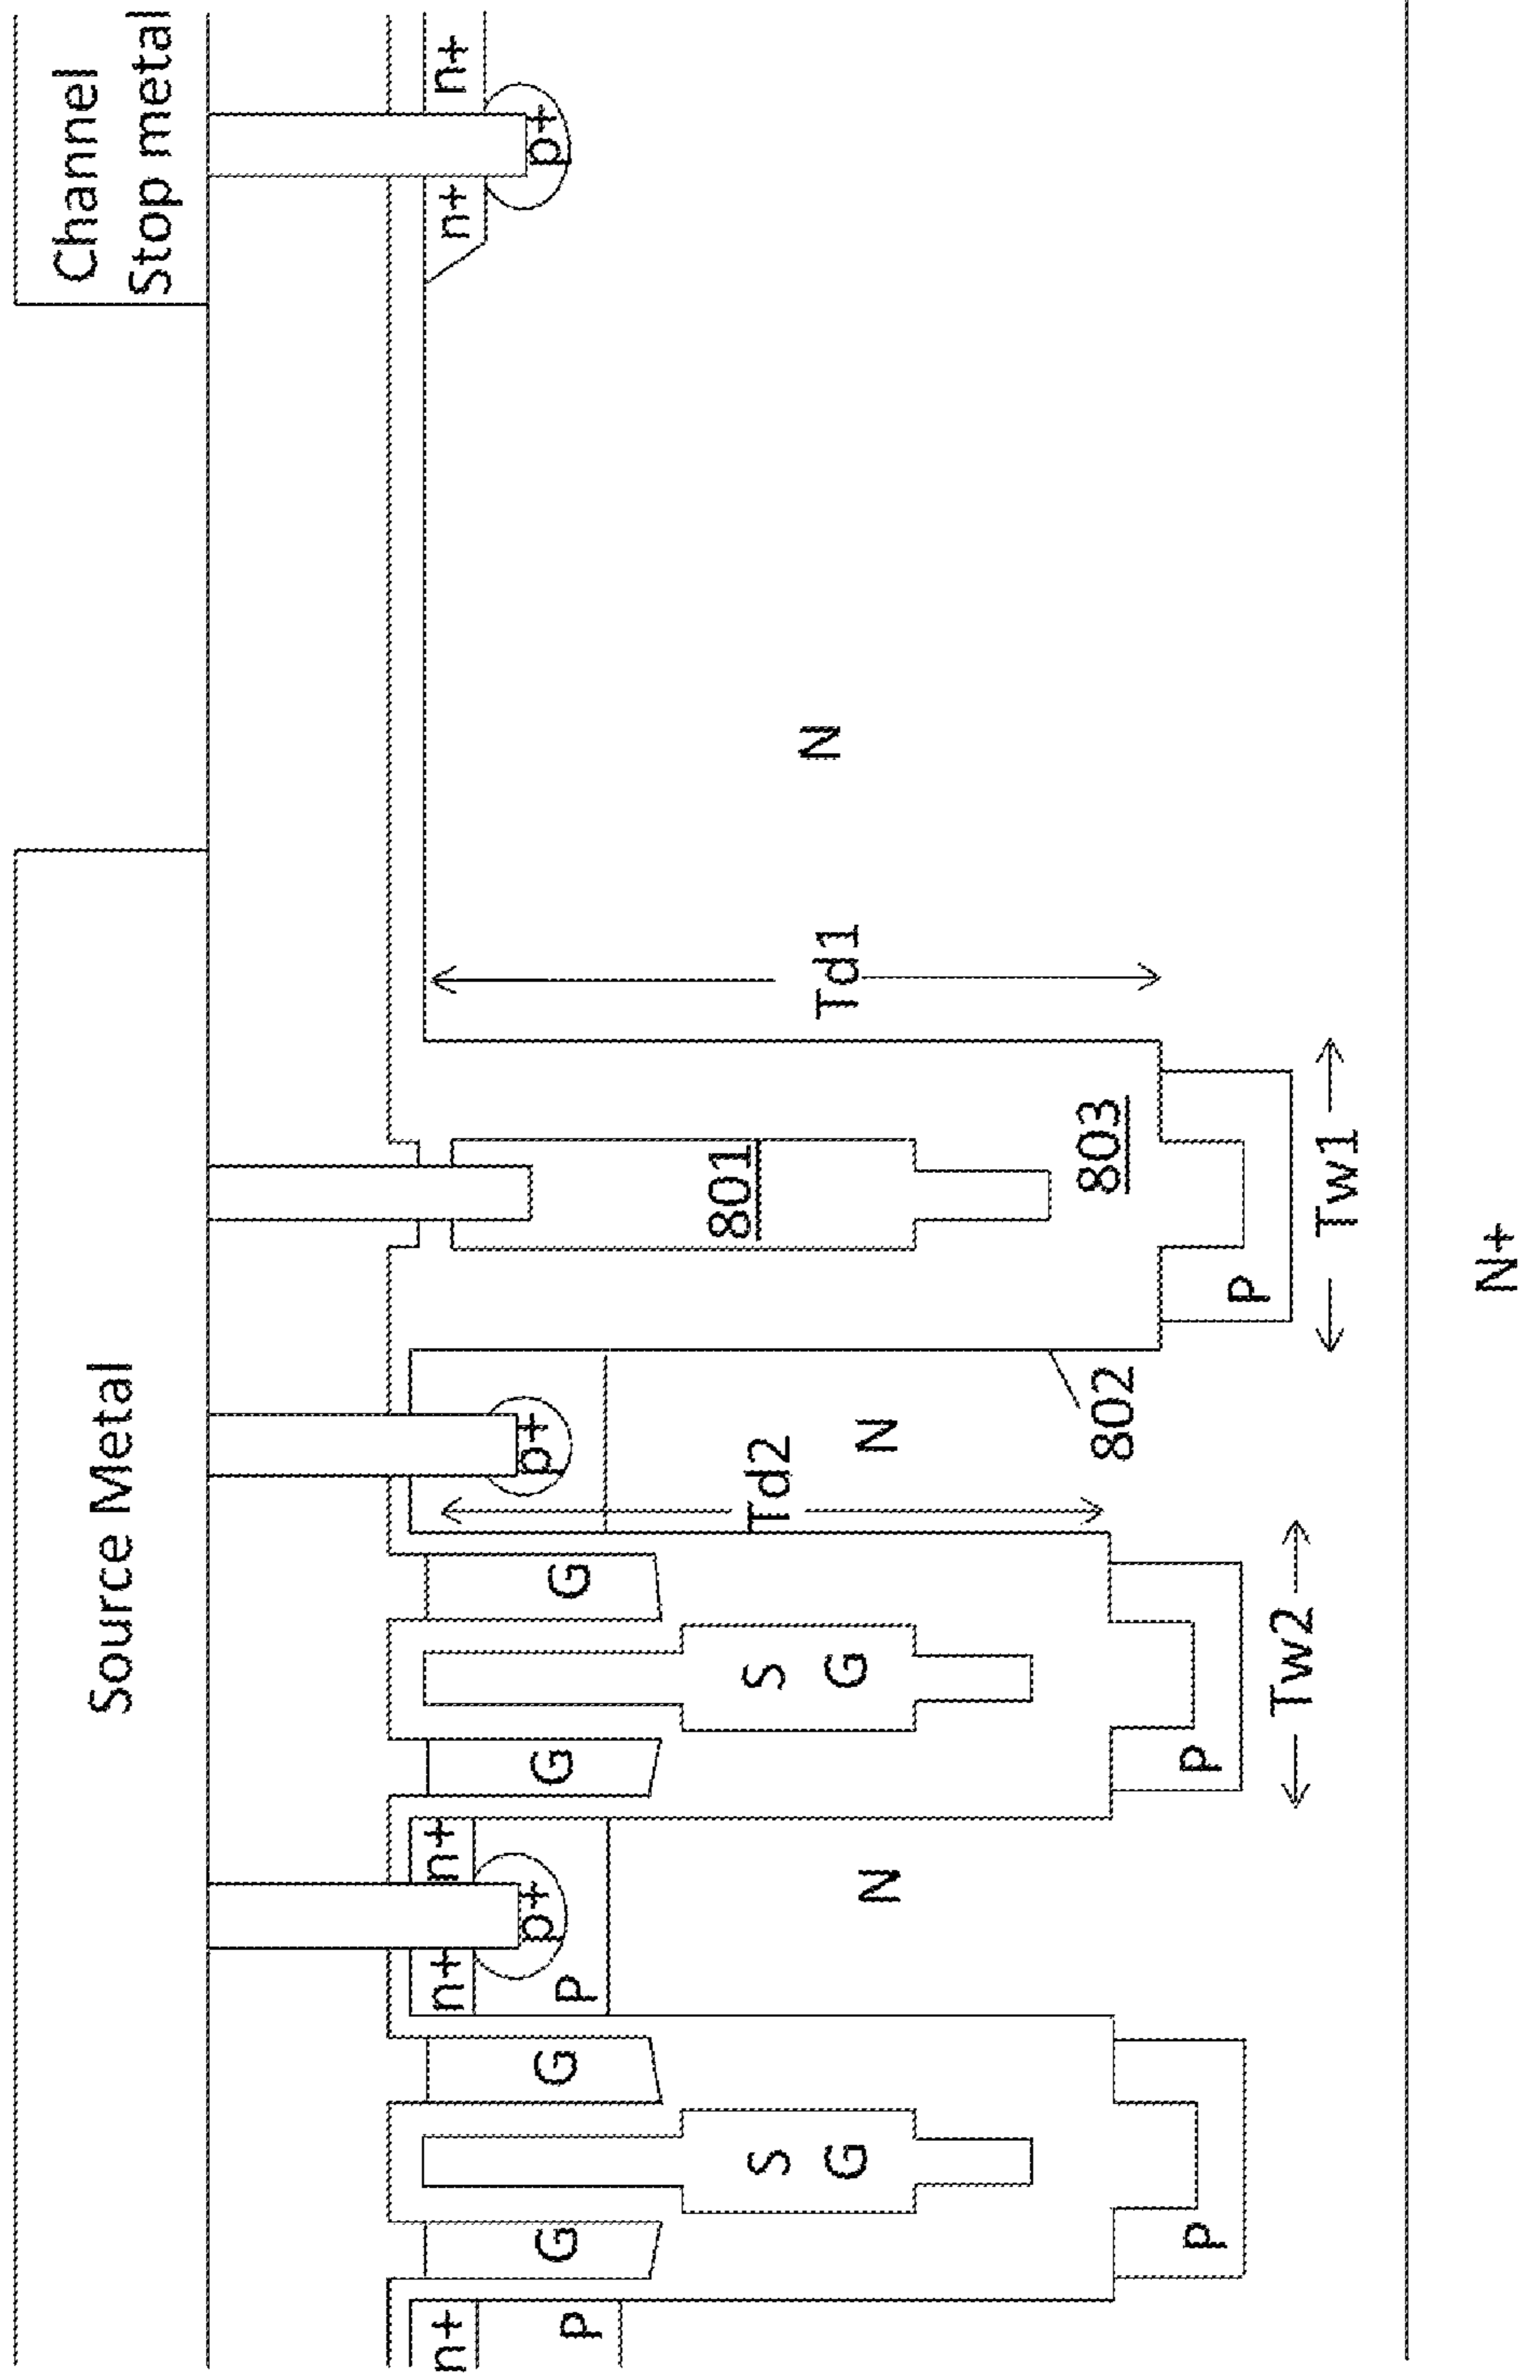 Channel
Stop metal
Source Metal
n+
n+
n+
n+
n+
G
G
p+
G
G
p+
p+
P
P
801
S
S
Td2
N
Td1
G
G
N
N
803
802
P
P
P
Tw2
Tw1
N+